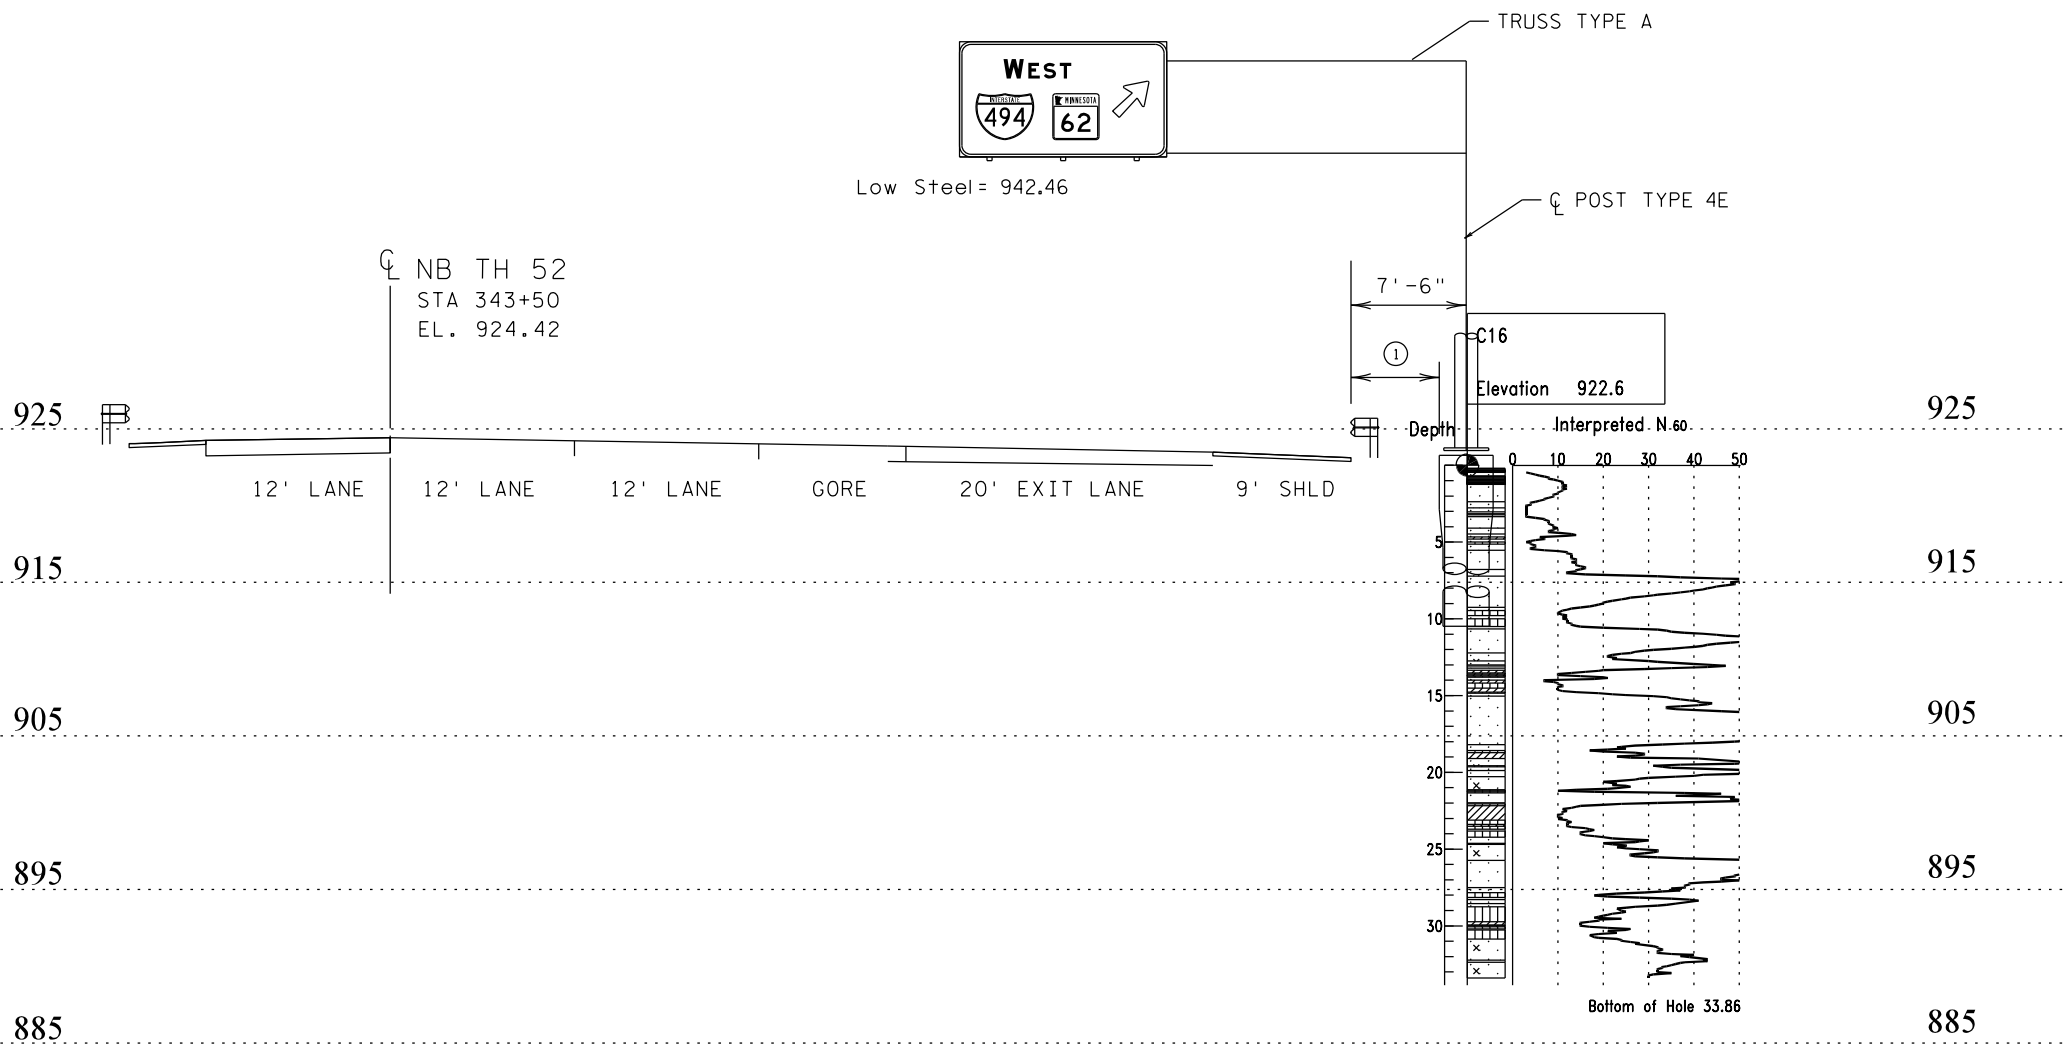 TRUSS TYPE A
WEST
INTERSTATE
494
MINNESOTA
62
Low Steel= 942.46
℄ POST TYPE 4E
℄ NB TH 52
STA 343+50
EL. 924.42
7'-6"
1
C16
Elevation 922.6
925
925
Depth
Interpreted N 60
0 10 20 30 40 50
12' LANE 12' LANE 12' LANE GORE 20' EXIT LANE 9' SHLD
5
915
915
10
15
905
905
20
25
895
895
30
Bottom of Hole 33.86
885
885